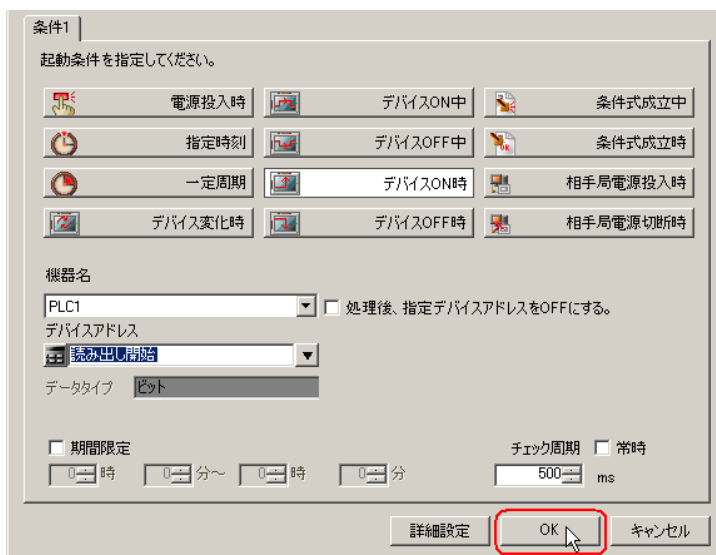 条件1
起動条件を指定してください。
電源投入時 デバイスON中 条件式成立中
指定時刻 デバイスOFF中 条件式成立時
一定周期 デバイスON時 相手局電源投入時
デバイス変化時 デバイスOFF時 相手局電源切断時
機器名
PLC1 処理後、指定デバイスアドレスをOFFにする。
デバイスアドレス
読み出し開始
データタイプ ビット
期間限定 チェック周期 常時
0 時 0 分～ 0 時 0 分 500 ms
詳細設定 OK キャンセル